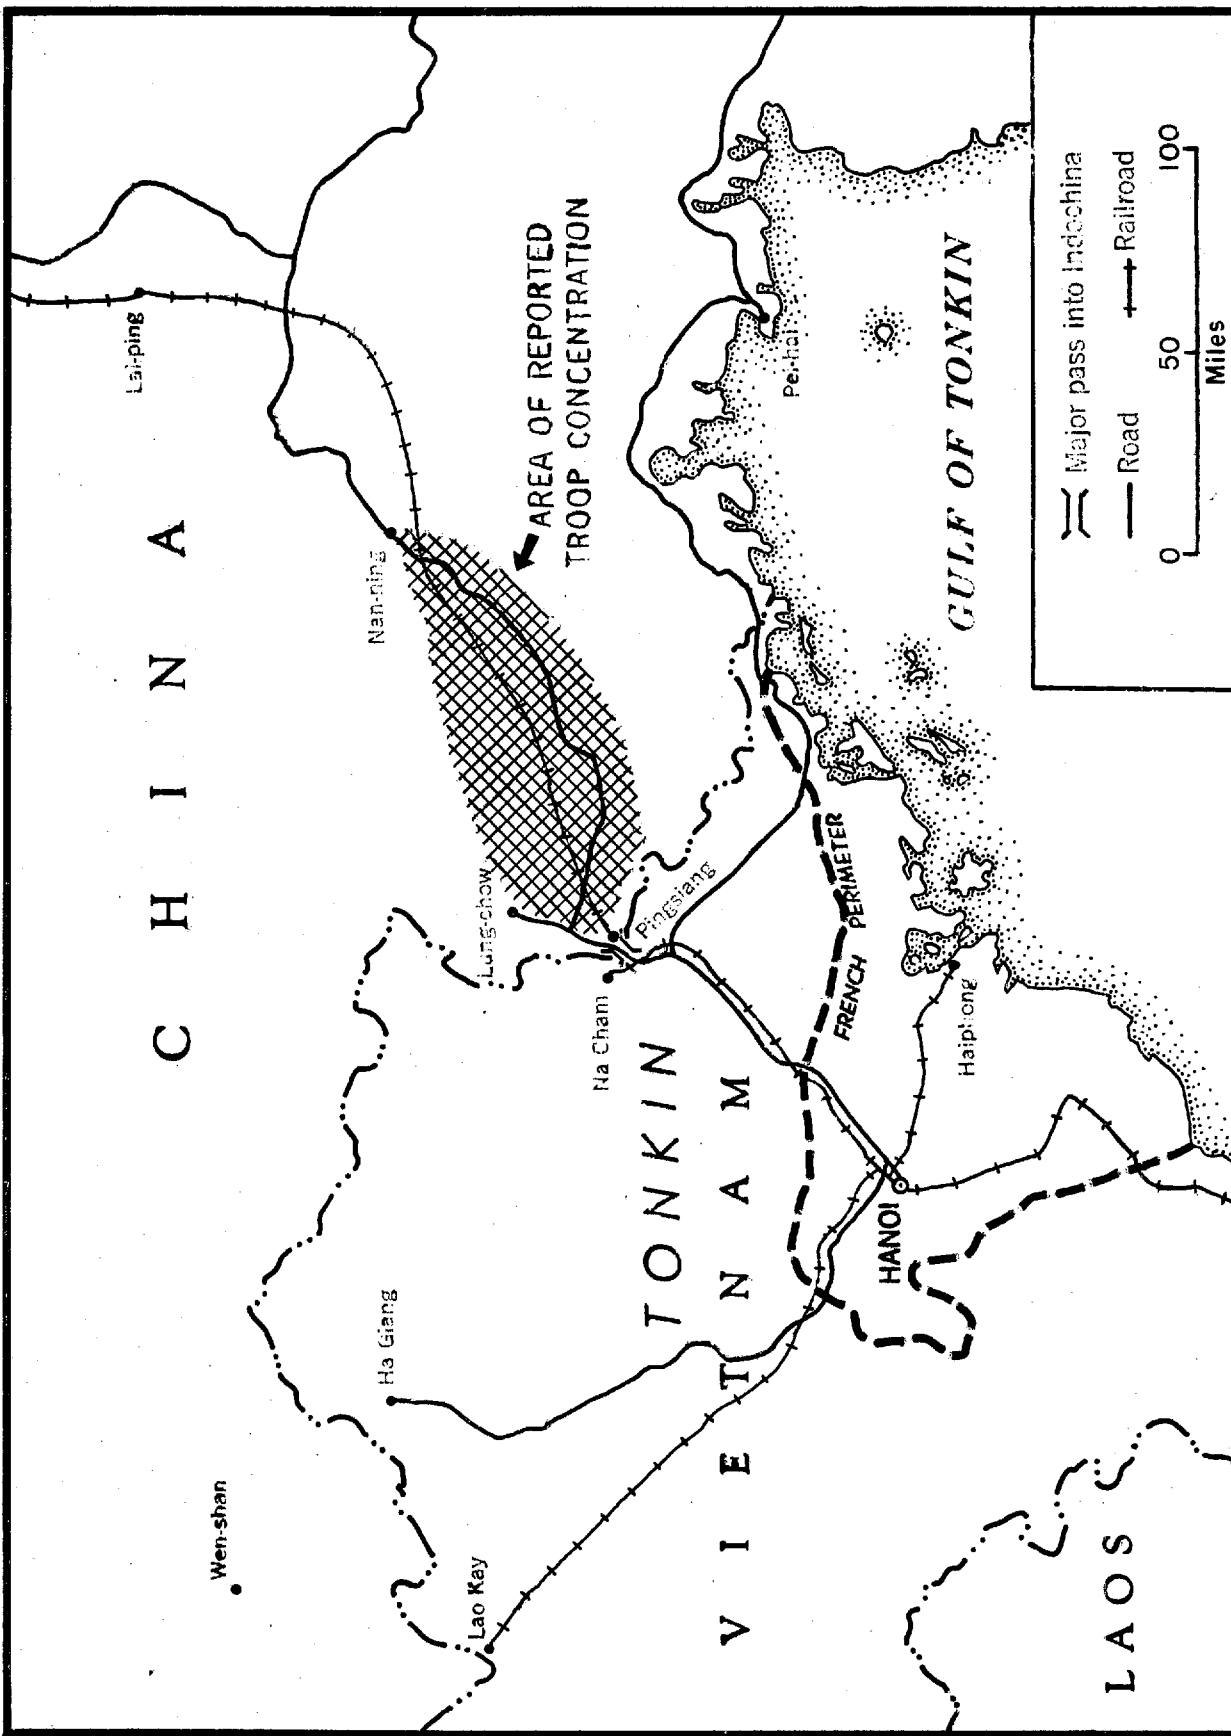 CHINA
Lai-ping
Nan-ning
AREA OF REPORTED
TROOP CONCENTRATION
Wen-shan
Ha Giang
Lung-chow
Pingsiang
Na Cham
Lao Kay
TONKIN
VIETNAM
FRENCH PERIMETER
Pei-hai
HANOI
Haiphong
GULF OF TONKIN
LAOS
Major pass into Indochina
Road
Railroad
0 50 100
Miles